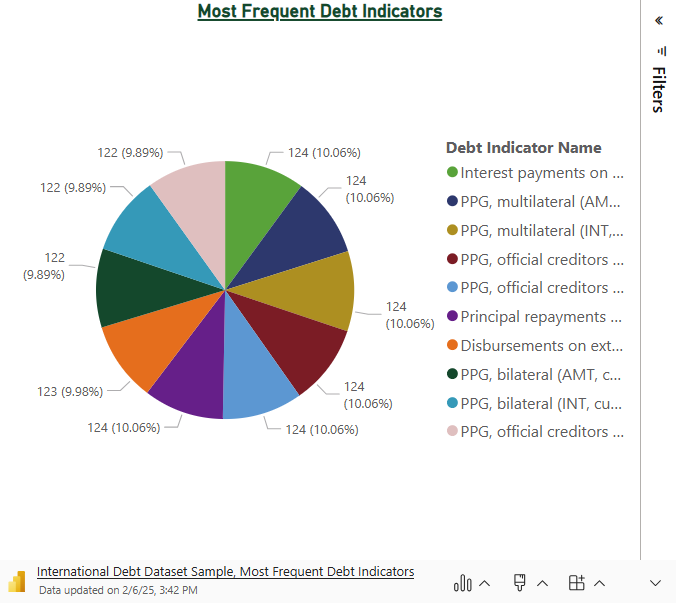 Most Frequent Debt Indicators
«
Filters
122 (9.89%)
124 (10.06%)
122 (9.89%)
124
(10.06%)
122
(9.89%)
124
(10.06%)
123 (9.98%)
124
(10.06%)
124 (10.06%)
124 (10.06%)
Debt Indicator Name
Interest payments on ...
PPG, multilateral (AM...
PPG, multilateral (INT,...
PPG, official creditors ...
PPG, official creditors ...
Principal repayments ...
Disbursements on ext...
PPG, bilateral (AMT, c...
PPG, bilateral (INT, cu...
PPG, official creditors ...
International Debt Dataset Sample, Most Frequent Debt Indicators
Data updated on 2/6/25, 3:42 PM